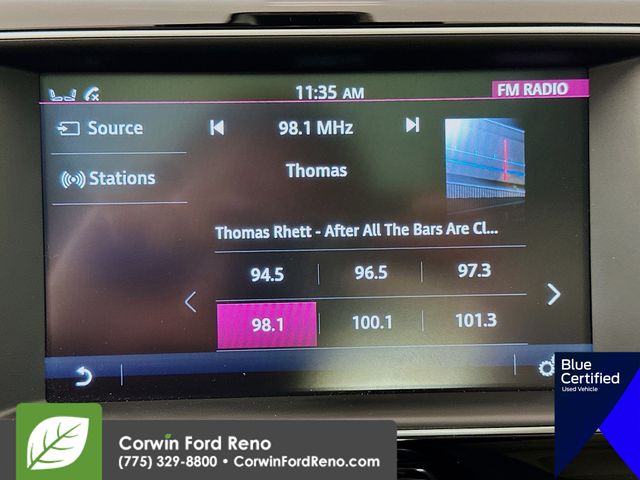 11:35 AM
FM RADIO
Source
98.1 MHz
Thomas
Stations
Thomas Rhett - After All The Bars Are Cl...
94.5 96.5 97.3
98.1 100.1 101.3
Blue
Certified
Used Vehicle
Corwin Ford Reno
(775) 329-8800 • CorwinFordReno.com